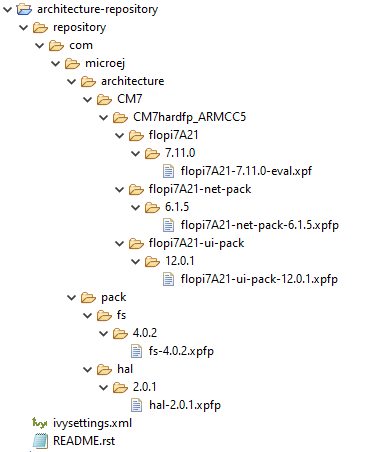 architecture-repository
repository
com
microej
architecture
CM7
CM7hardfp_ARMCC5
flopi7A21
7.11.0
flopi7A21-7.11.0-eval.xpf
flopi7A21-net-pack
6.1.5
flopi7A21-net-pack-6.1.5.xpfp
flopi7A21-ui-pack
12.0.1
flopi7A21-ui-pack-12.0.1.xpfp
pack
fs
4.0.2
fs-4.0.2.xpfp
hal
2.0.1
hal-2.0.1.xpfp
ivy ivysettings.xml
README.rst